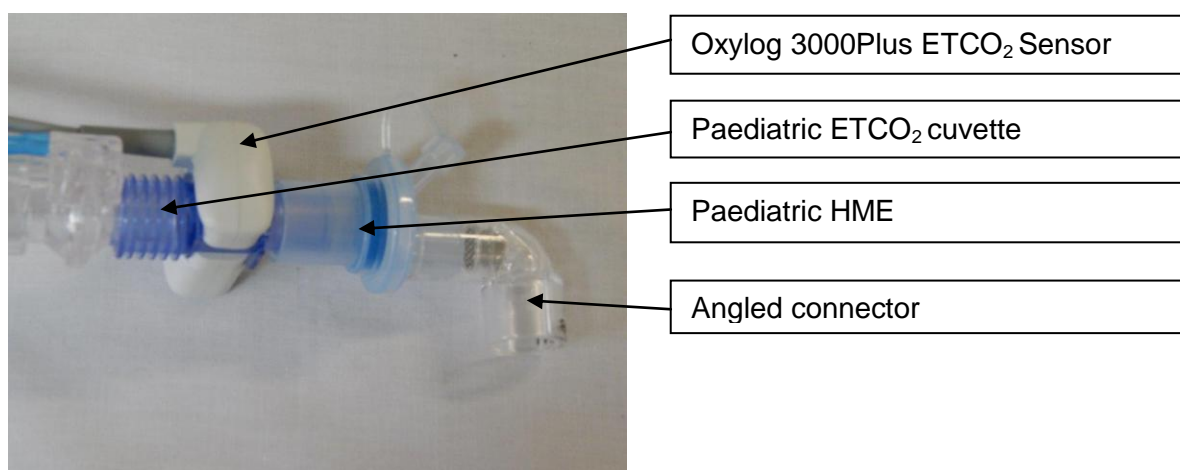 Oxylog 3000Plus ETCO₂ Sensor
Paediatric ETCO₂ cuvette
Paediatric HME
Angled connector